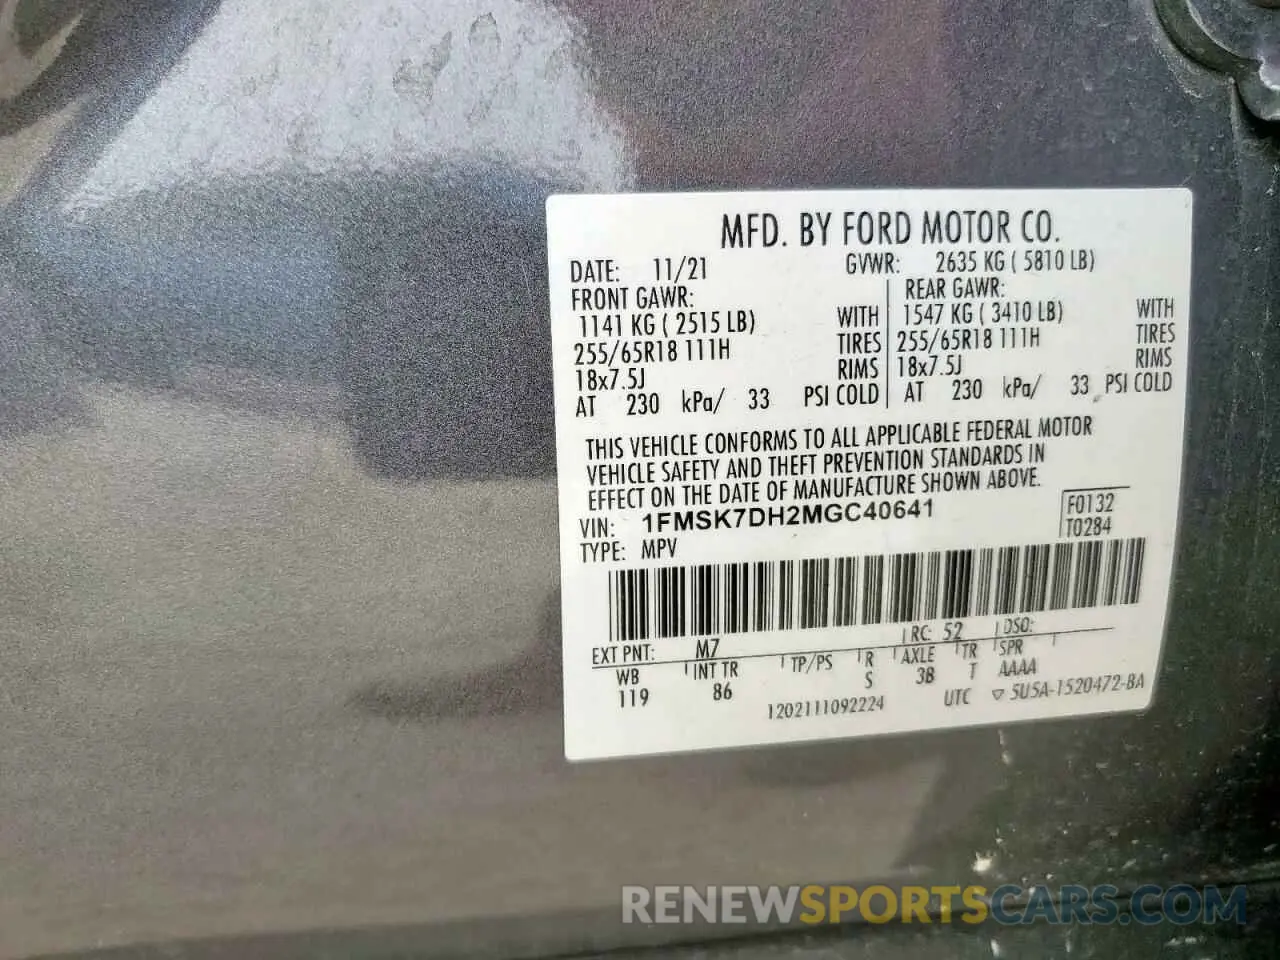 MFD. BY FORD MOTOR CO.
DATE: 11/21 GVWR: 2635 KG ( 5810 LB)
FRONT GAWR: REAR GAWR:
1141 KG ( 2515 LB) WITH 1547 KG ( 3410 LB) WITH
255/65R18 111H TIRES 255/65R18 111H TIRES
18x7.5J RIMS 18x7.5J RIMS
AT 230 kPa/ 33 PSI COLD AT 230 kPa/ 33 PSI COLD
THIS VEHICLE CONFORMS TO ALL APPLICABLE FEDERAL MOTOR
VEHICLE SAFETY AND THEFT PREVENTION STANDARDS IN
EFFECT ON THE DATE OF MANUFACTURE SHOWN ABOVE.
VIN: 1FMSK7DH2MGC40641 F0132
TYPE: MPV T0284
EXT PNT: M7 RC: 52 DSO:
WB INT TR TP/PS R AXLE TR SPR
119 86 S 3B T AAAA
1202111092224 UTC ▽ 5U5A-1520472-BA
RENEWSPORTSCARS.COM